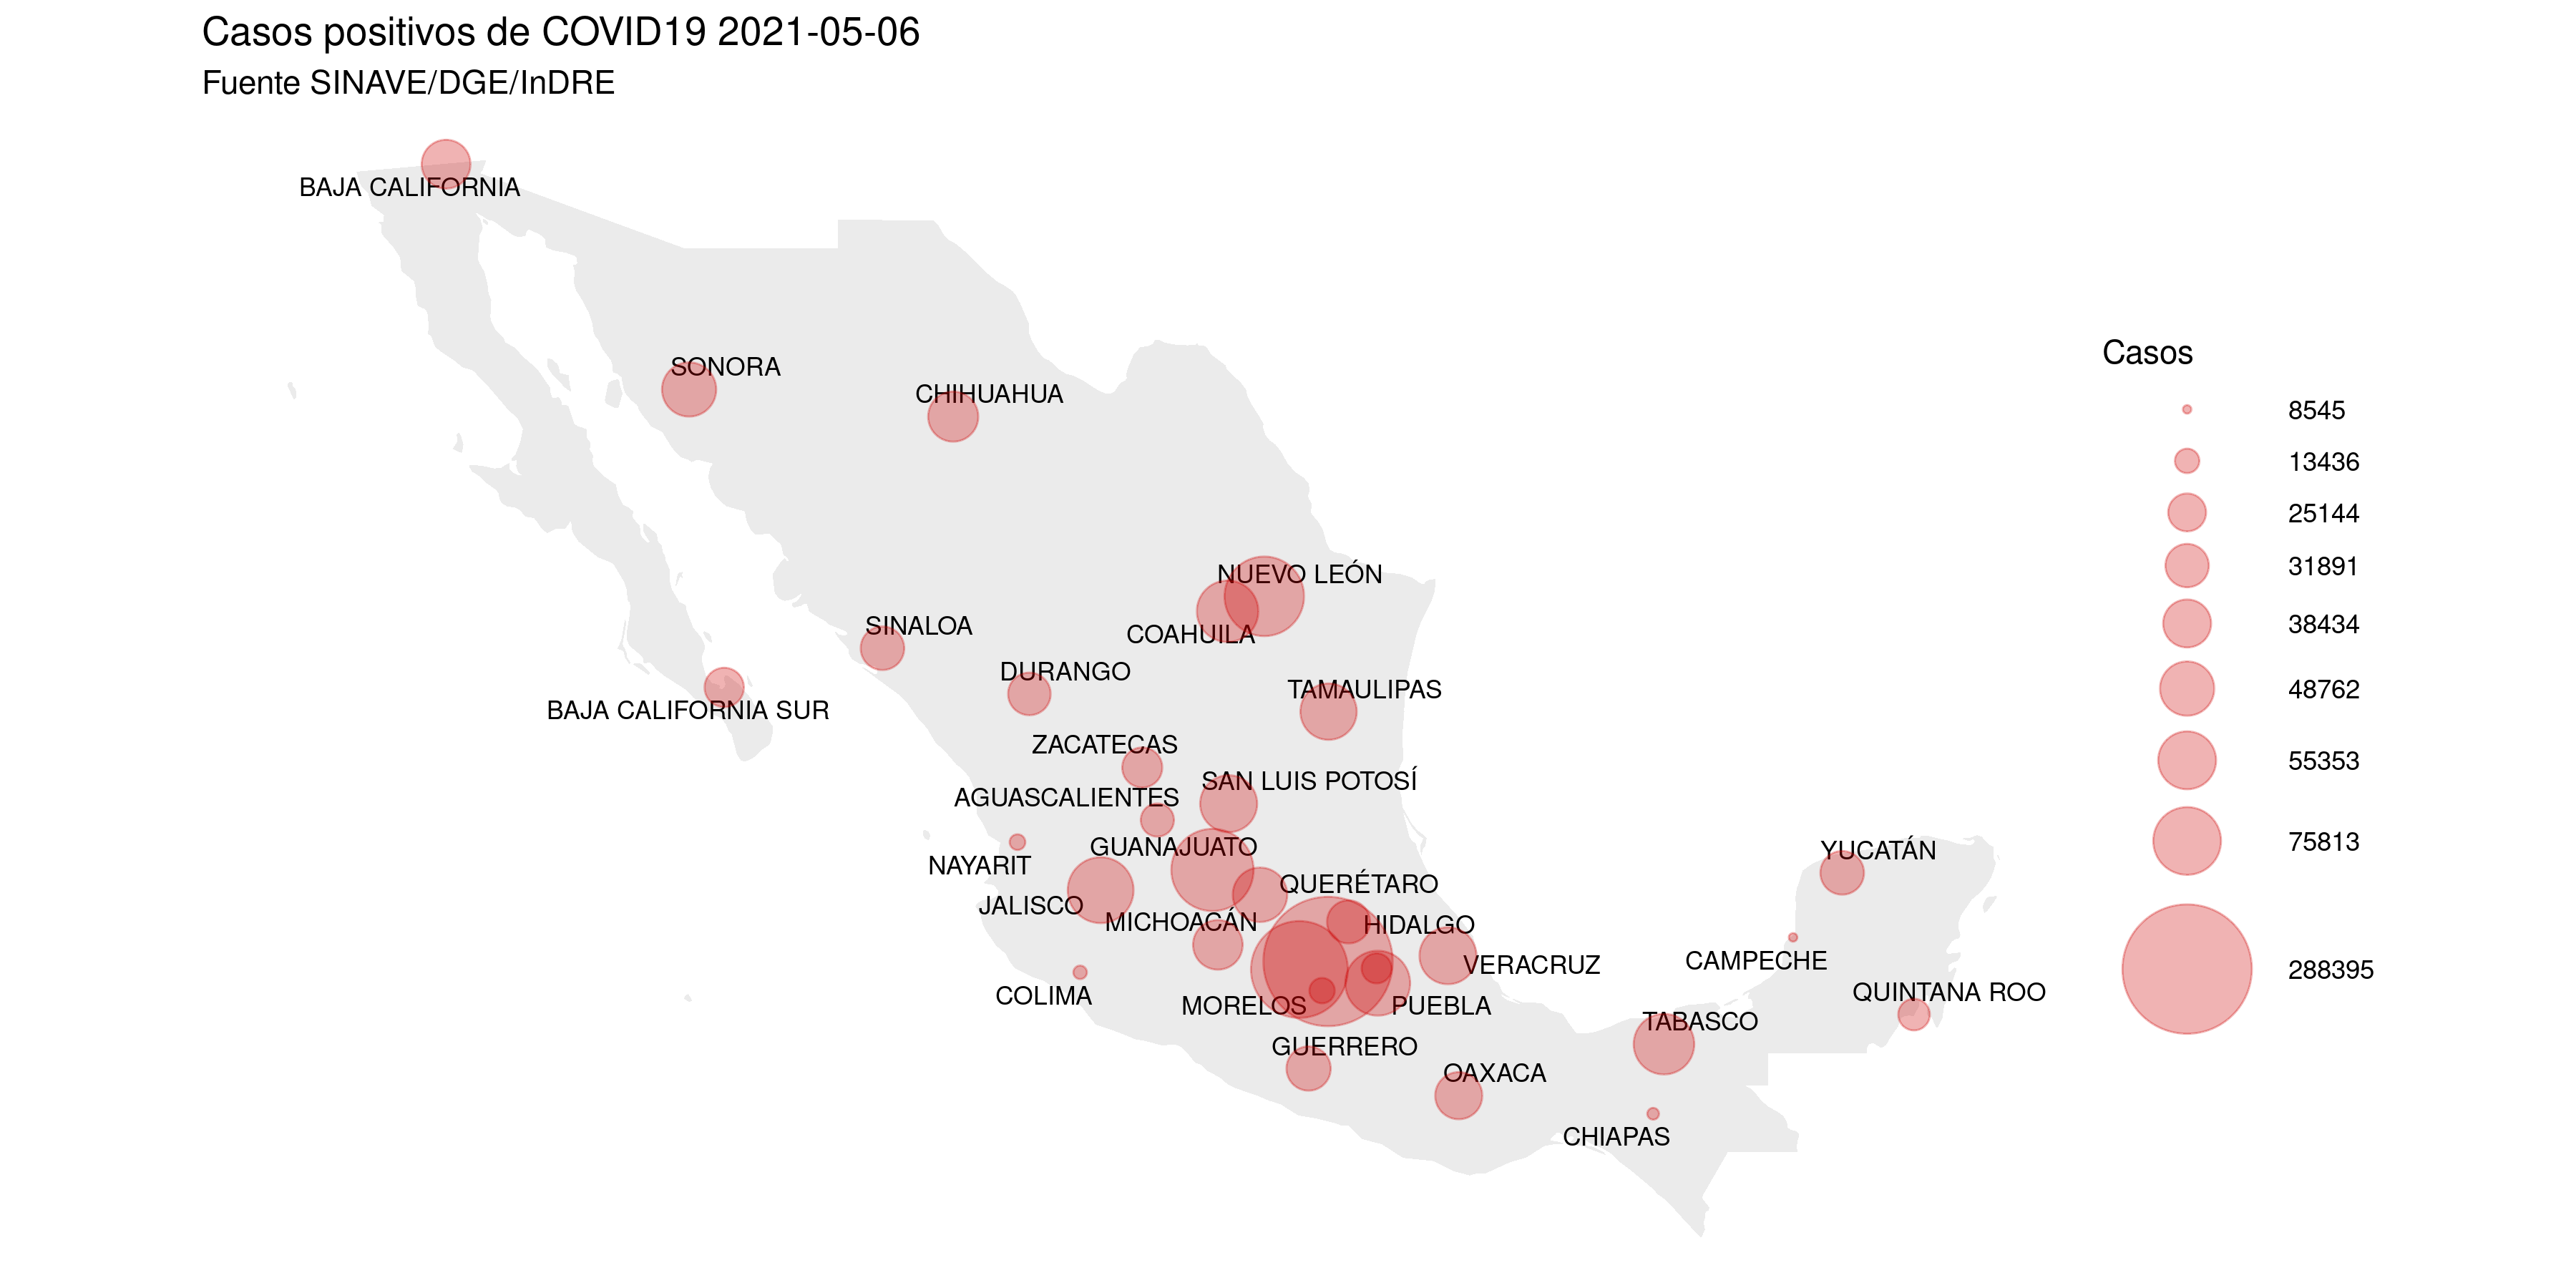 Casos positivos de COVID19 2021-05-06
Fuente SINAVE/DGE/InDRE
BAJA CALIFORNIA
SONORA
CHIHUAHUA
NUEVO LEÓN
COAHUILA
SINALOA
DURANGO
TAMAULIPAS
BAJA CALIFORNIA SUR
ZACATECAS
SAN LUIS POTOSÍ
AGUASCALIENTES
GUANAJUATO
NAYARIT
QUERÉTARO
JALISCO
MICHOACÁN
HIDALGO
VERACRUZ
COLIMA
MORELOS
PUEBLA
GUERRERO
OAXACA
YUCATÁN
CAMPECHE
QUINTANA ROO
TABASCO
CHIAPAS
Casos
8545
13436
25144
31891
38434
48762
55353
75813
288395